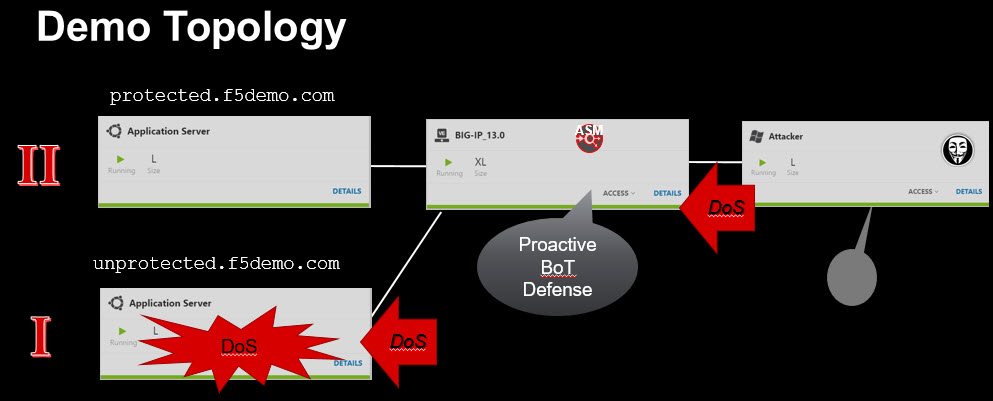 Demo Topology
protected.f5demo.com
II
Application Server
L
Running Size
DETAILS
VE
BIG-IP_13.0
ASM
XL
Running Size
ACCESS DETAILS
Attacker
L
Running Size
ACCESS DETAILS
DoS
Proactive
BoT
Defense
unprotected.f5demo.com
I
Application Server
L
Running Size
DoS
DETAILS
DoS